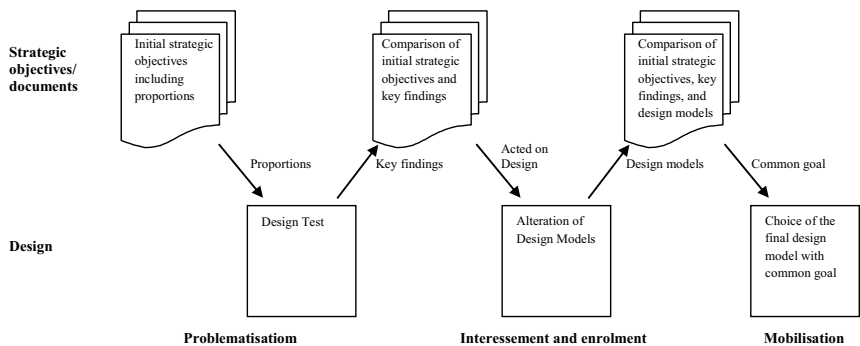 Strategic
objectives/
documents
Initial strategic
objectives
including
proportions
Comparison of
initial strategic
objectives and
key findings
Comparison of
initial strategic
objectives, key
findings, and
design models
Proportions
Key findings
Acted on
Design
Design models
Common goal
Design
Design Test
Alteration of
Design Models
Choice of the
final design
model with
common goal
Problematisatiom
Interessement and enrolment
Mobilisation